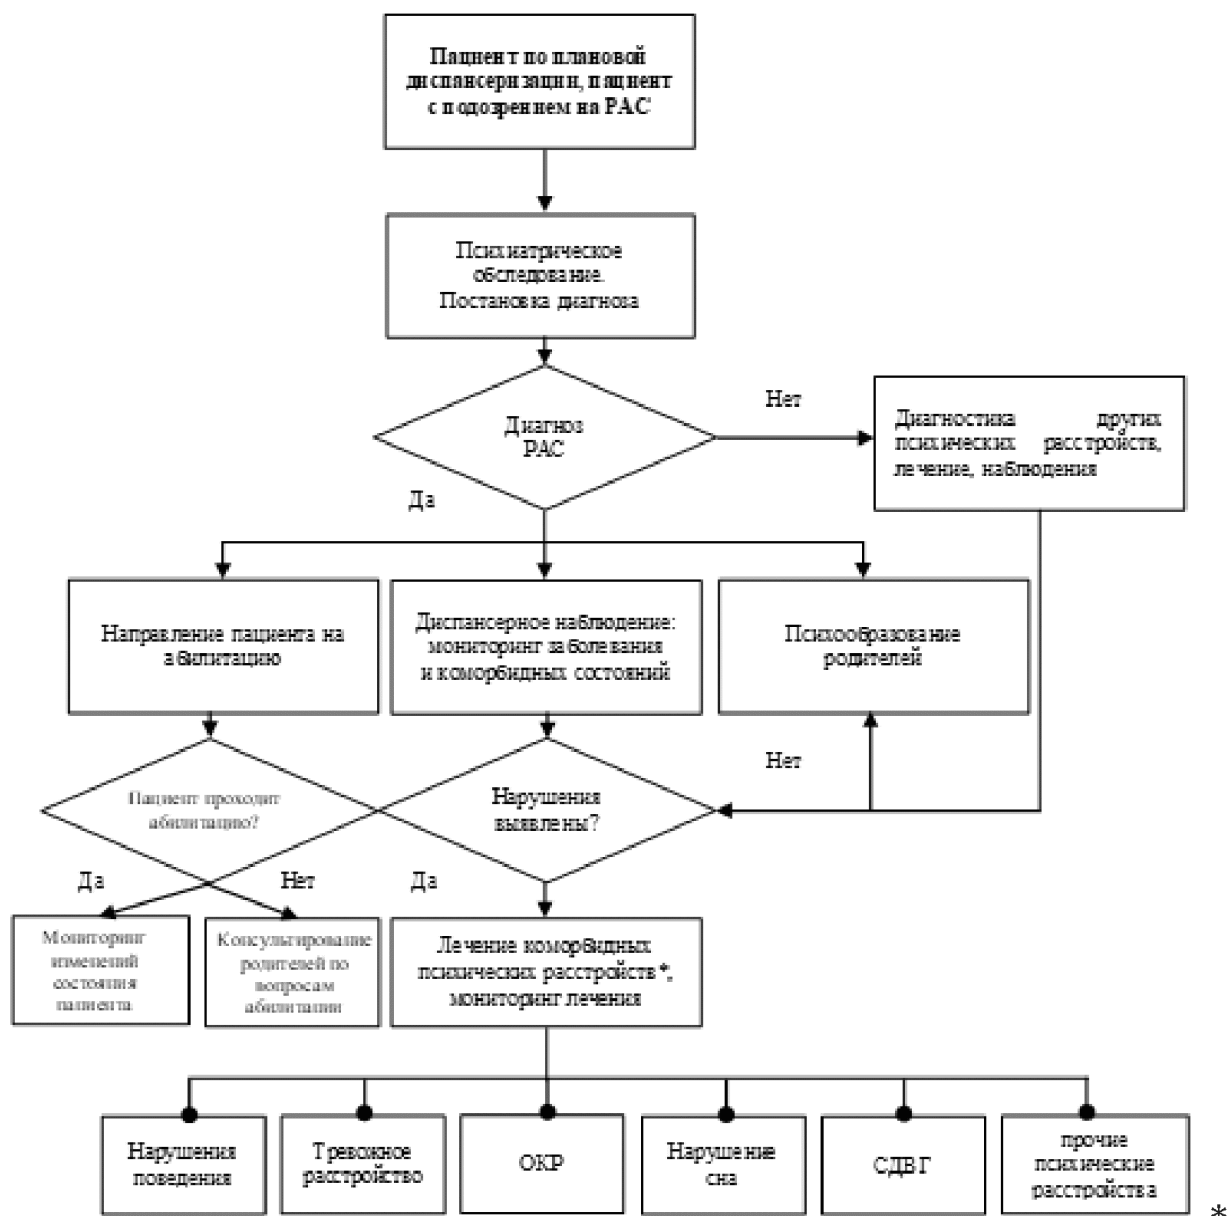 Пациент по плановой
диспансеризации, пациент
с подозрением на РАС
Психиатрическое
обследование.
Постановка диагноза
Диагноз
РАС
Нет
Диагностика других
психических расстройств,
лечение, наблюдения
Да
Направление пациента на
абилитацию
Диспансерное наблюдение:
мониторинг заболевания
и коморбидных состояний
Психообразование
родителей
Пациент проходит
абилитацию?
Нарушения
выявлены?
Нет
Да
Нет
Да
Мониторинг
изменений
состояния
пациента
Консультирование
родителей по
вопросам
абилитации
Лечение коморбидных
психических расстройств*,
мониторинг лечения
Нарушения
поведения
Тревожное
расстройство
ОКР
Нарушение
сна
СДВГ
прочие
психические
расстройства
*